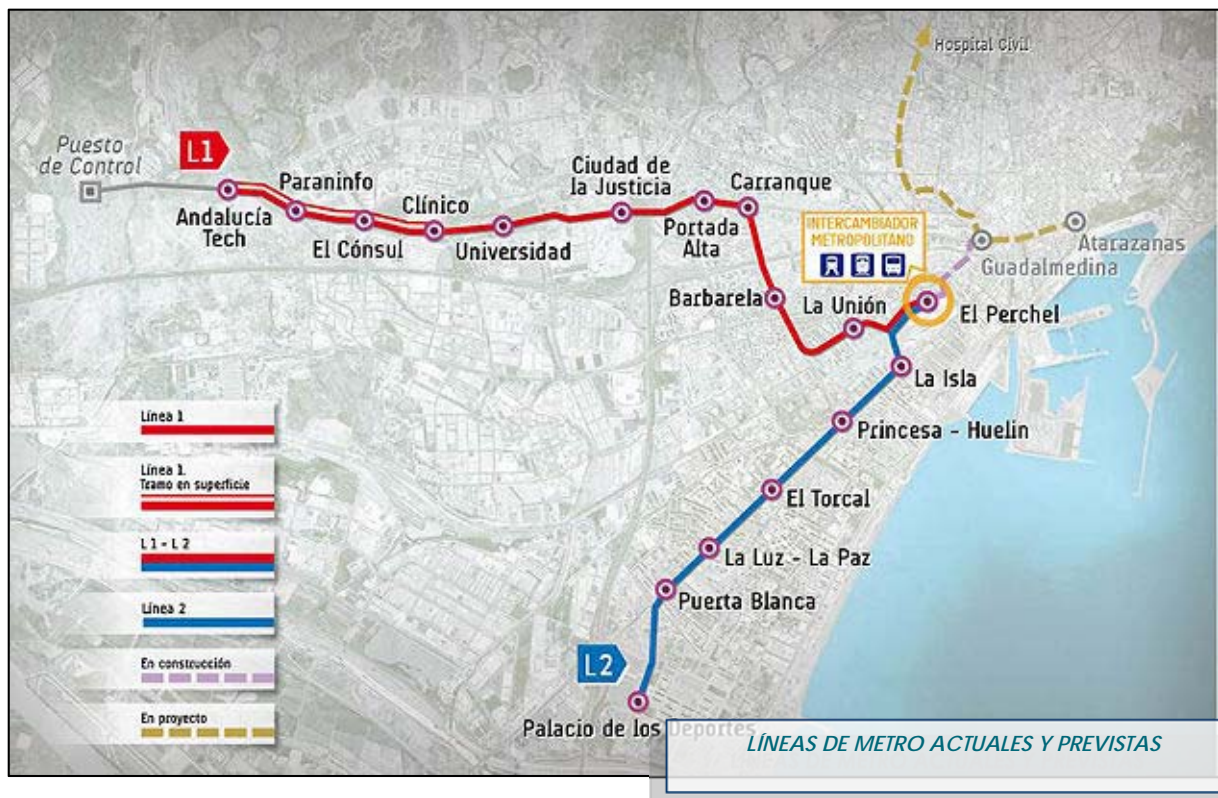 Hospital Civil
Puesto
de Control
L1
Paraninfo
Andalucía
Tech
El Cónsul
Clínico
Universidad
Ciudad de
la Justicia
Portada
Alta
Carranque
INTERCAMBIADOR
METROPOLITANO
Atarazanas
Guadalmedina
Barbarela
La Unión
El Perchel
La Isla
Princesa - Huelin
El Torcal
La Luz - La Paz
Puerta Blanca
L2
Palacio de los Deportes
Línea 1
Línea 1.
Tramo en superficie
L1 - L2
Línea 2
En construcción
En proyecto
LÍNEAS DE METRO ACTUALES Y PREVISTAS